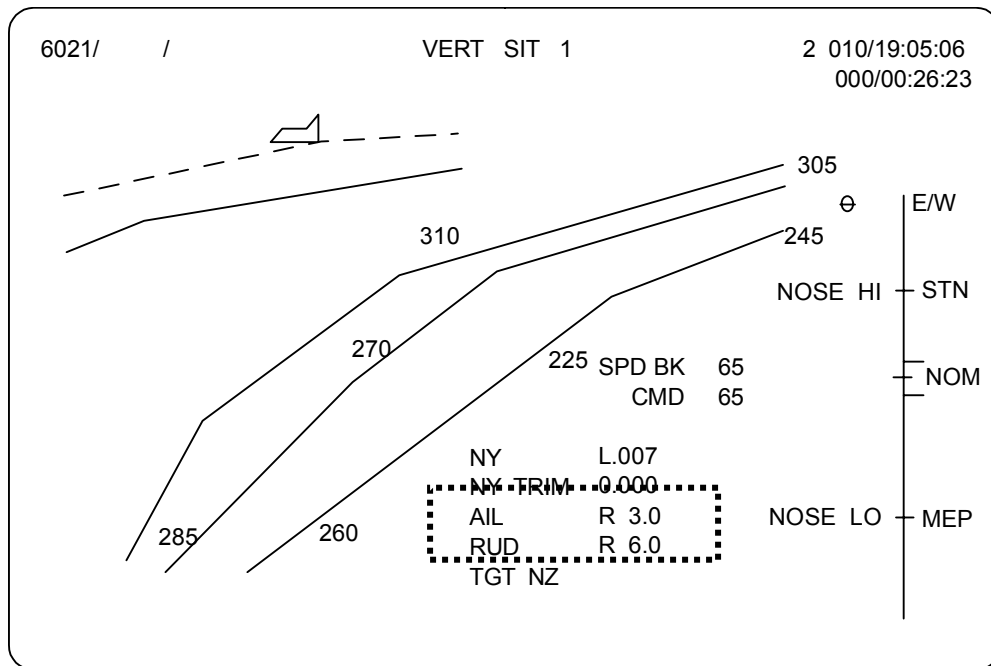 6021/ / VERT SIT 1 2 010/19:05:06
000/00:26:23
305
E/W
310
245
NOSE HI STN
270
225
SPD BK 65
NOM
CMD 65
NY L.007
NY TRIM 0.000
AIL R 3.0
NOSE LO MEP
285
260
RUD R 6.0
TGT NZ